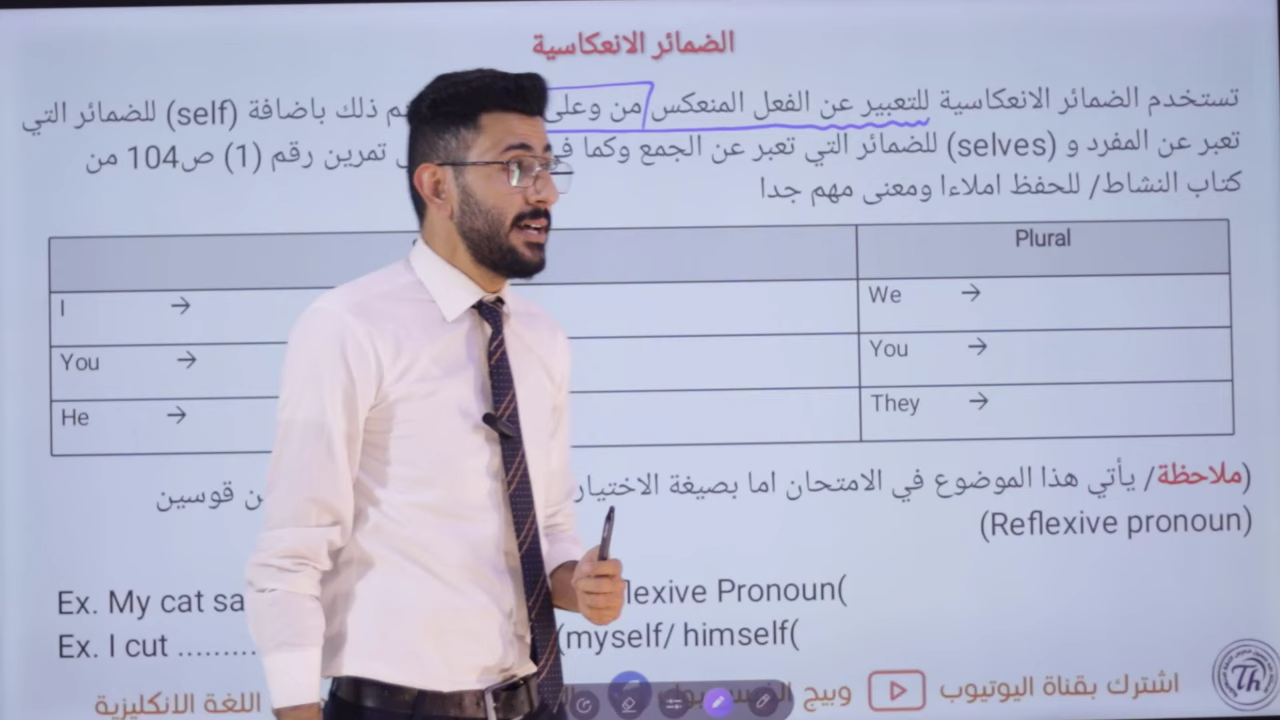 الضمائر الانعكاسية
تستخدم الضمائر الانعكاسية للتعبير عن الفعل المنعكس من وعلى ذلك باضافة (self) للضمائر التي
تعبر عن المفرد و (selves) للضمائر التي تعبر عن الجمع وكما تمرين رقم (1) ص104 من
كتاب النشاط/ للحفظ املاءا ومعنى مهم جدا
Plural
I → We →
You → You →
He → They →
(ملاحظة/ يأتي هذا الموضوع في الامتحان اما بصيغة الاختيار قوسين
(Reflexive pronoun)
Ex. My cat Pronoun(
Ex. I cut ......... (myself/ himself(
اشترك بقناة اليوتيوب وبيج اللغة الانكليزية
Th